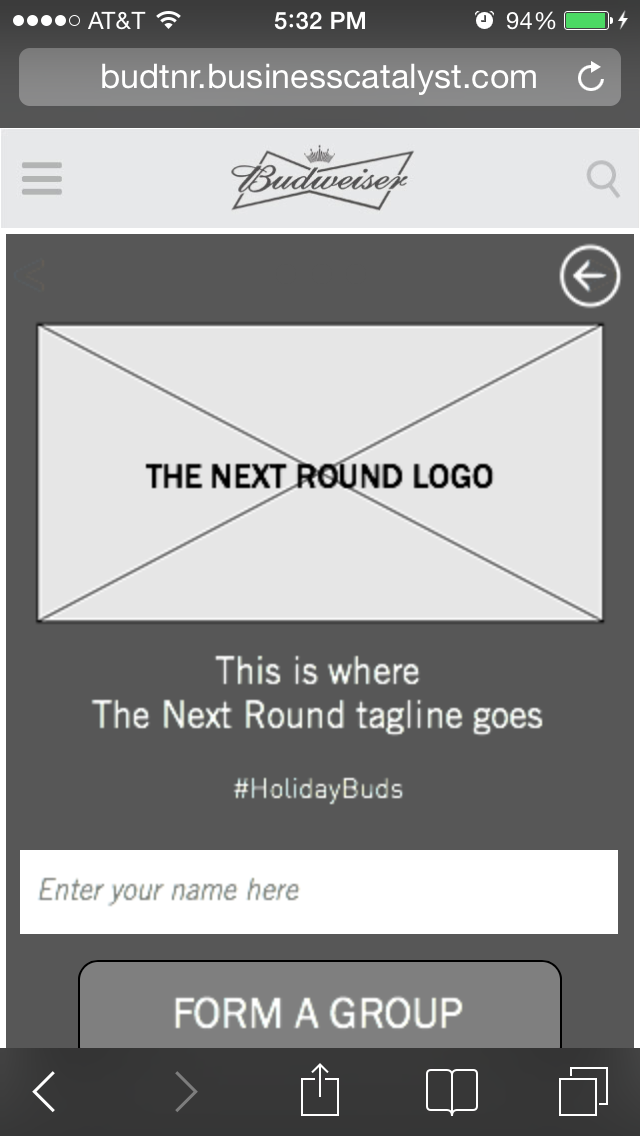 AT&T 5:32 PM 94%
budtnr.businesscatalyst.com
Budweiser
THE NEXT ROUND LOGO
This is where
The Next Round tagline goes
#HolidayBuds
Enter your name here
FORM A GROUP